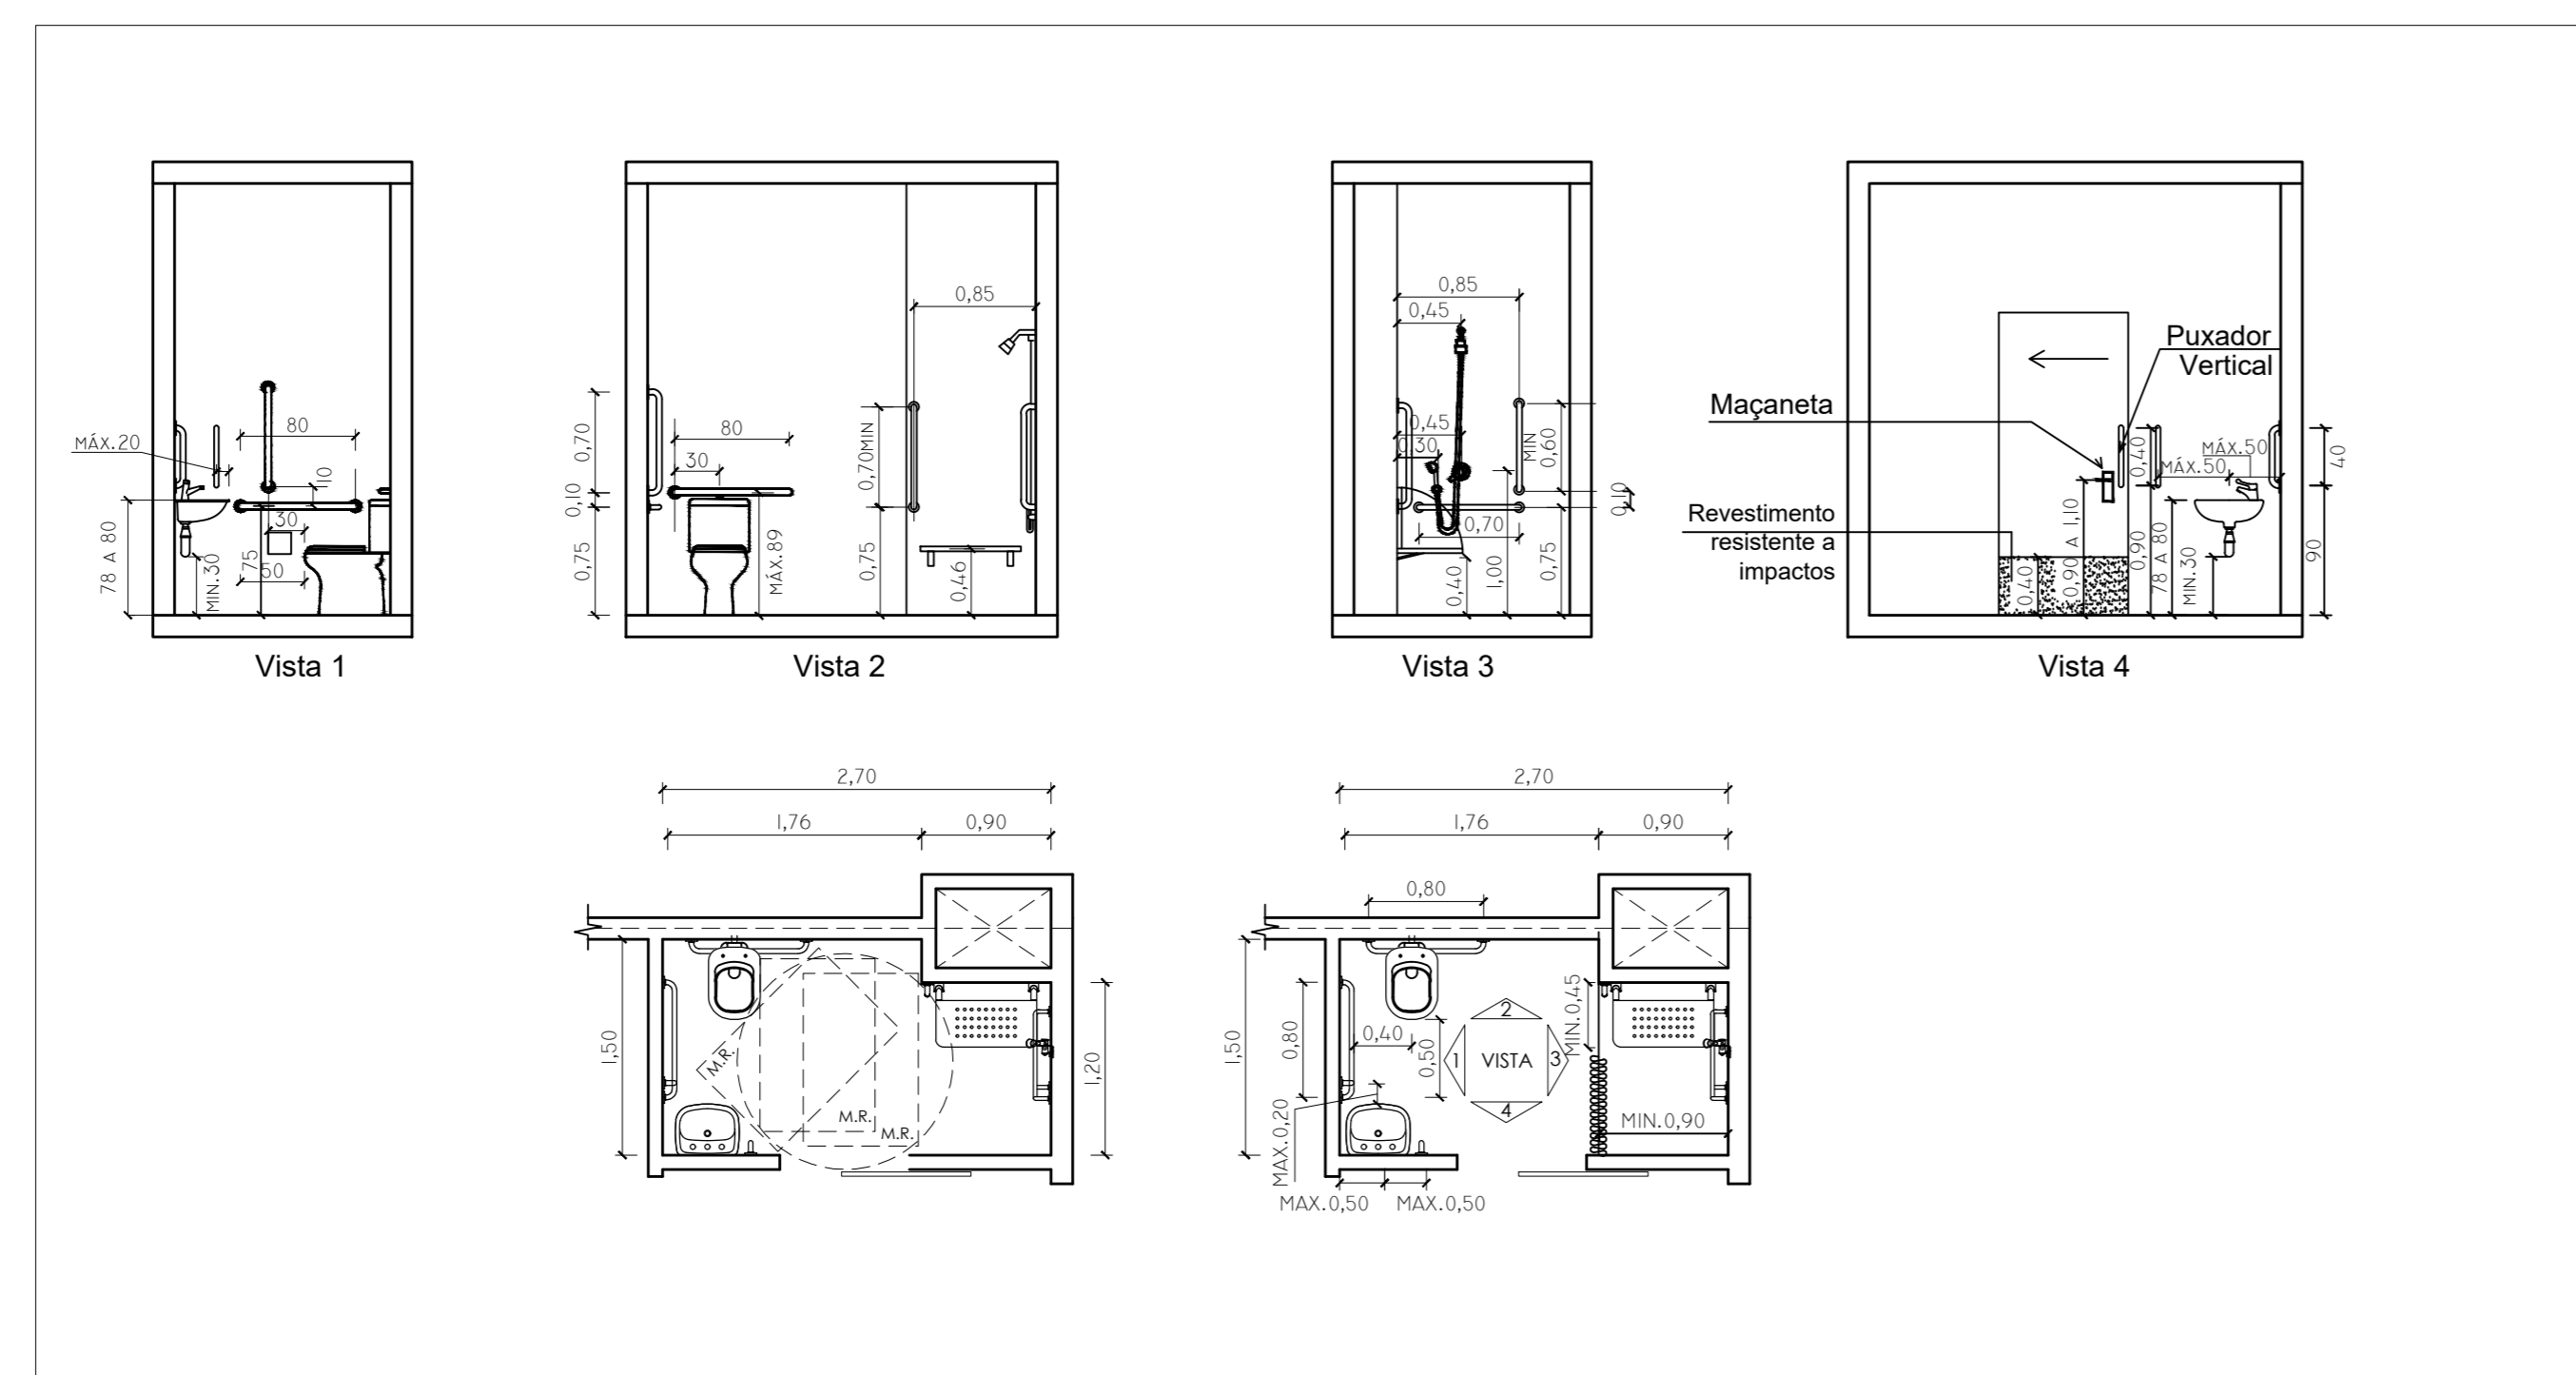 MÁX.20
80
10
30
75
50
78 A 80
MIN.30
Vista 1
0,70
0,10
0,75
80
30
MÁX.89
0,85
0,70MIN
0,75
0,46
Vista 2
0,85
0,45
0,45
0,30
MIN
0,60
0,10
0,70
0,40
1,00
0,75
Vista 3
Puxador
Vertical
Maçaneta
Revestimento
resistente a
impactos
0,40
MÁX.50
MÁX.50
40
0,40
0,90 A 1,10
0,90
78 A 80
MIN.30
90
Vista 4
2,70
1,76
0,90
1,50
M.R.
M.R.
M.R.
1,20
2,70
1,76
0,90
0,80
1,50
0,80
0,40
0,50
MIN.0,45
2
1
VISTA
3
4
MAX.0,20
MIN.0,90
MAX.0,50
MAX.0,50